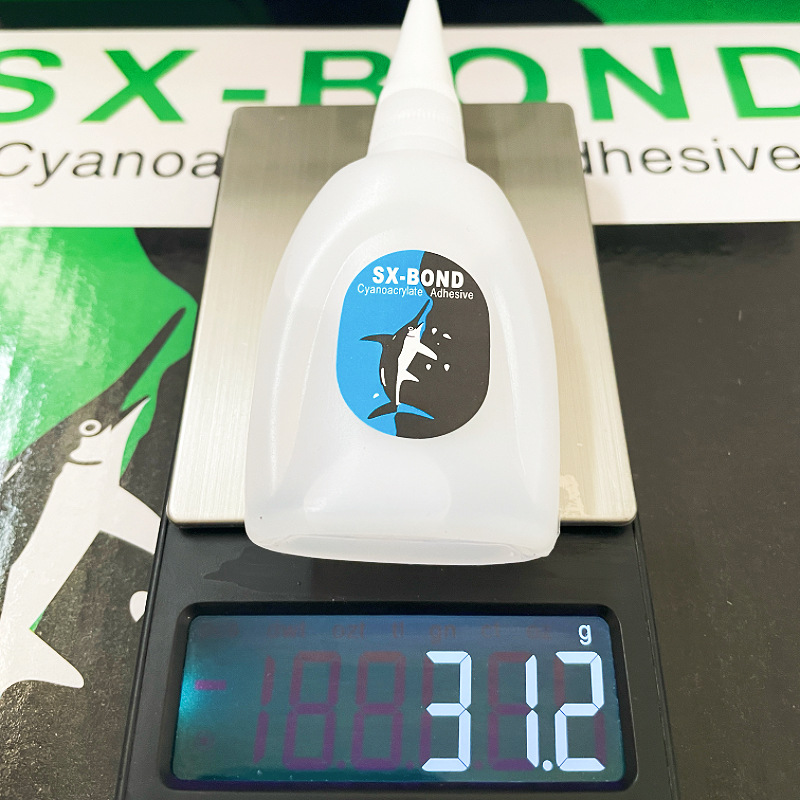 SX-BOND
Cyanoa
dhesive
SX-BOND
Cyanoacrylate Adhesive
g
31.2